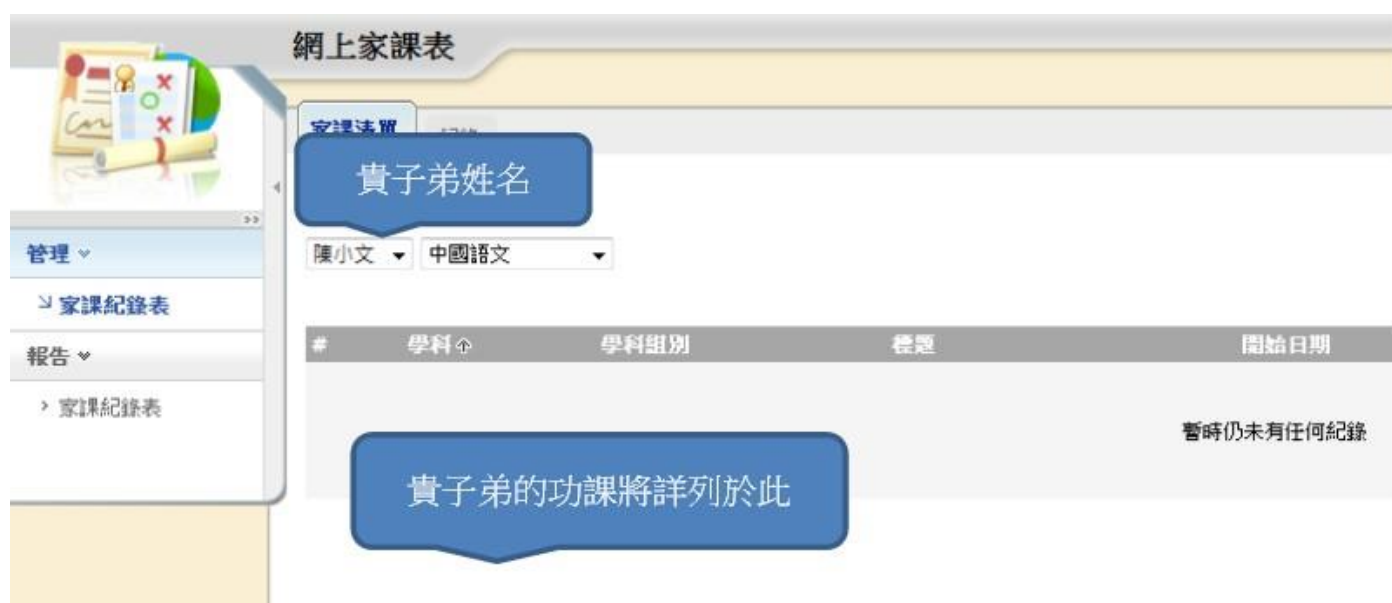 網上家課表
家課清單
貴子弟姓名
陳小文 中國語文
管理
家課紀錄表
報告
家課紀錄表
# 學科 學科組別 標題 開始日期
暫時仍未有任何紀錄
貴子弟的功課將詳列於此